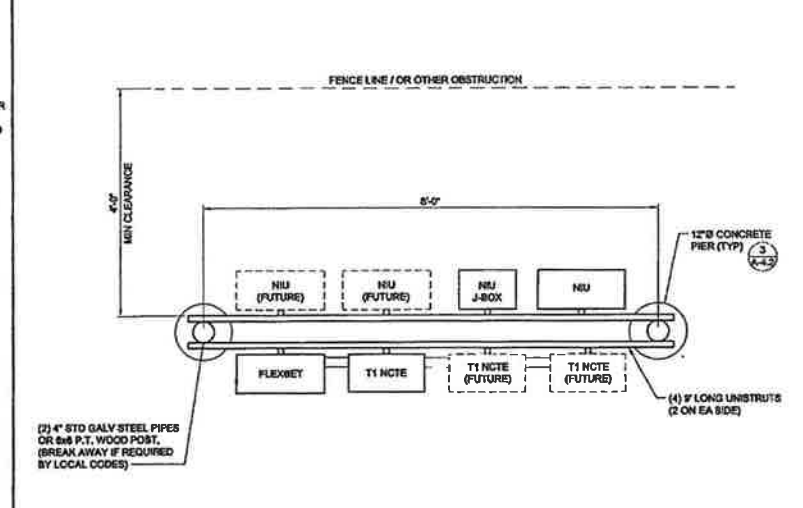 FENCE LINE / OR OTHER OBSTRUCTION
4'-0"
MIN CLEARANCE
8'-0"
12"Ø CONCRETE
PIER (TYP)
3
A-4.2
NIU
(FUTURE)
NIU
(FUTURE)
NIU
J-BOX
NIU
FLEXSET
T1 NCTE
T1 NCTE
(FUTURE)
T1 NCTE
(FUTURE)
(4) 9' LONG UNISTRUTS
(2 ON EA SIDE)
(2) 4" STD GALV STEEL PIPES
OR 6x6 P.T. WOOD POST,
(BREAK AWAY IF REQUIRED
BY LOCAL CODES)